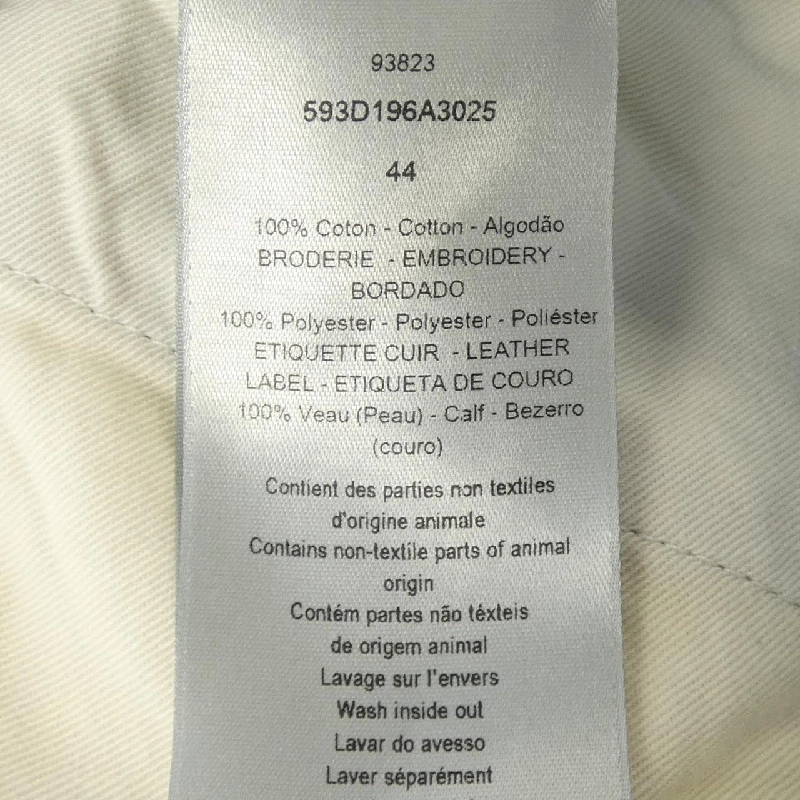 93823
593D196A3025
44
100% Coton - Cotton - Algodão
BRODERIE - EMBROIDERY -
BORDADO
100% Polyester - Polyester - Poliéster
ETIQUETTE CUIR - LEATHER
LABEL - ETIQUETA DE COURO
100% Veau (Peau) - Calf - Bezerro
(couro)
Contient des parties non textiles
d'origine animale
Contains non-textile parts of animal
origin
Contém partes não téxteis
de origem animal
Lavage sur l'envers
Wash inside out
Lavar do avesso
Laver séparément